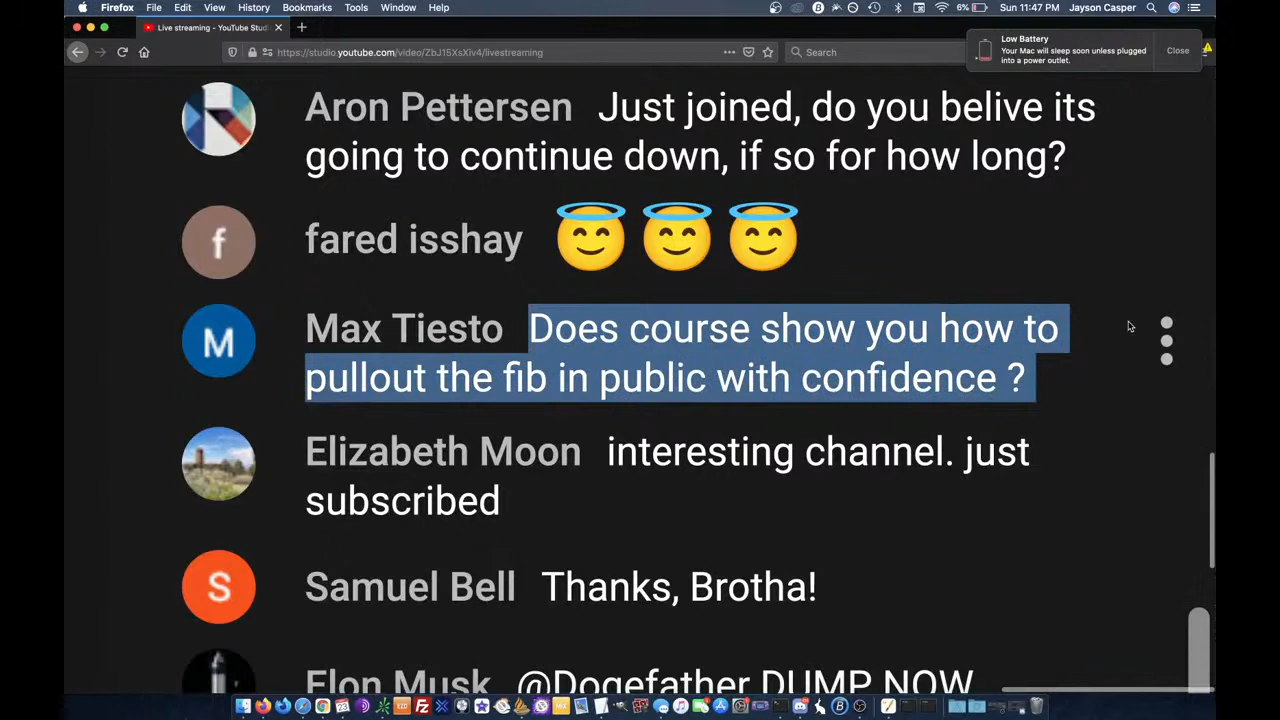 Firefox File Edit View History Bookmarks Tools Window Help 6% Sun 11:47 PM Jayson Casper
Live streaming - YouTube Stud
https://studio.youtube.com/video/ZbJ15XsXiv4/livestreaming
Search
Low Battery
Your Mac will sleep soon unless plugged
into a power outlet.
Close
Aron Pettersen Just joined, do you belive its
going to continue down, if so for how long?
f
fared isshay
M
Max Tiesto Does course show you how to
pullout the fib in public with confidence ?
Elizabeth Moon interesting channel. just
subscribed
S
Samuel Bell Thanks, Brotha!
Elon Musk @Dogefather DUMP NOW